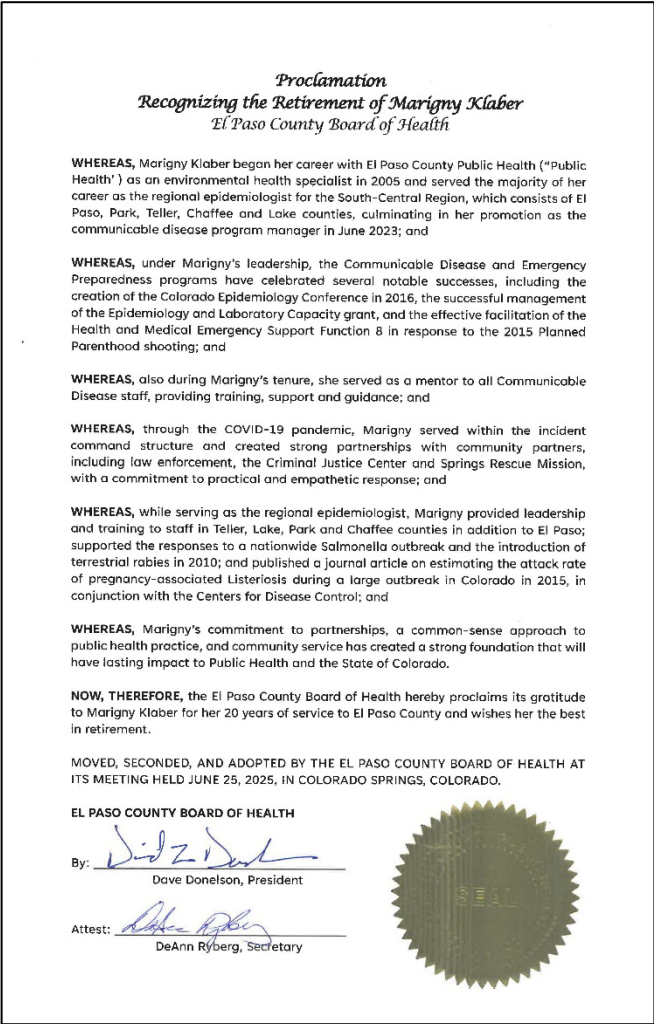 Proclamation
Recognizing the Retirement of Marigny Klaber
El Paso County Board of Health
WHEREAS, Marigny Klaber began her career with El Paso County Public Health (“Public
Health’ ) as an environmental health specialist in 2005 and served the majority of her
career as the regional epidemiologist for the South-Central Region, which consists of El
Paso, Park, Teller, Chaffee and Lake counties, culminating in her promotion as the
communicable disease program manager in June 2023; and
WHEREAS, under Marigny’s leadership, the Communicable Disease and Emergency
Preparedness programs have celebrated several notable successes, including the
creation of the Colorado Epidemiology Conference in 2016, the successful management
of the Epidemiology and Laboratory Capacity grant, and the effective facilitation of the
Health and Medical Emergency Support Function 8 in response to the 2015 Planned
Parenthood shooting; and
WHEREAS, also during Marigny’s tenure, she served as a mentor to all Communicable
Disease staff, providing training, support and guidance; and
WHEREAS, through the COVID-19 pandemic, Marigny served within the incident
command structure and created strong partnerships with community partners,
including law enforcement, the Criminal Justice Center and Springs Rescue Mission,
with a commitment to practical and empathetic response; and
WHEREAS, while serving as the regional epidemiologist, Marigny provided leadership
and training to staff in Teller, Lake, Park and Chaffee counties in addition to El Paso;
supported the responses to a nationwide Salmonella outbreak and the introduction of
terrestrial rabies in 2010; and published a journal article on estimating the attack rate
of pregnancy-associated Listeriosis during a large outbreak in Colorado in 2015, in
conjunction with the Centers for Disease Control; and
WHEREAS, Marigny’s commitment to partnerships, a common-sense approach to
public health practice, and community service has created a strong foundation that will
have lasting impact to Public Health and the State of Colorado.
NOW, THEREFORE, the El Paso County Board of Health hereby proclaims its gratitude
to Marigny Klaber for her 20 years of service to El Paso County and wishes her the best
in retirement.
MOVED, SECONDED, AND ADOPTED BY THE EL PASO COUNTY BOARD OF HEALTH AT
ITS MEETING HELD JUNE 25, 2025, IN COLORADO SPRINGS, COLORADO.
EL PASO COUNTY BOARD OF HEALTH
By:
Dave Donelson, President
Attest:
DeAnn Ryberg, Secretary
SEAL